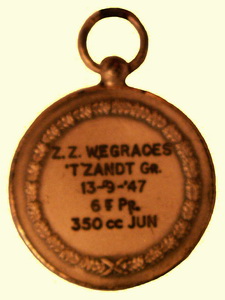 Z.Z. WEGRACES
'T ZANDT GR.
13-9-'47
6E PR.
350 cc JUN